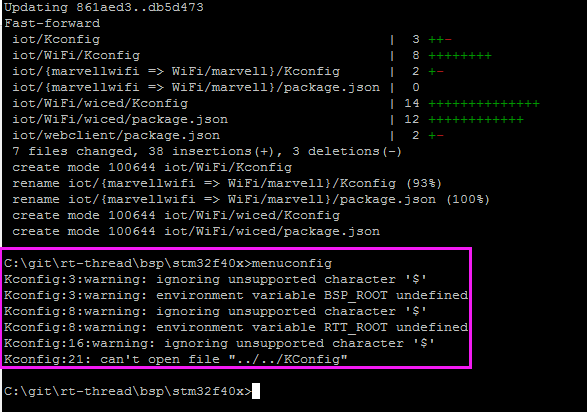 Updating 861aed3..db5d473
Fast-forward
iot/Kconfig | 3 ++-
iot/WiFi/Kconfig | 8 ++++++++
iot/{marvellwifi => WiFi/marvell}/Kconfig | 2 +-
iot/{marvellwifi => WiFi/marvell}/package.json | 0
iot/WiFi/wiced/Kconfig | 14 ++++++++++++++
iot/WiFi/wiced/package.json | 12 ++++++++++++
iot/webclient/package.json | 2 +-
7 files changed, 38 insertions(+), 3 deletions(-)
create mode 100644 iot/WiFi/Kconfig
rename iot/{marvellwifi => WiFi/marvell}/Kconfig (93%)
rename iot/{marvellwifi => WiFi/marvell}/package.json (100%)
create mode 100644 iot/WiFi/wiced/Kconfig
create mode 100644 iot/WiFi/wiced/package.json
C:\git\rt-thread\bsp\stm32f40x>menuconfig
Kconfig:3:warning: ignoring unsupported character '$'
Kconfig:3:warning: environment variable BSP_ROOT undefined
Kconfig:8:warning: ignoring unsupported character '$'
Kconfig:8:warning: environment variable RTT_ROOT undefined
Kconfig:16:warning: ignoring unsupported character '$'
Kconfig:21: can't open file "../../KConfig"
C:\git\rt-thread\bsp\stm32f40x>